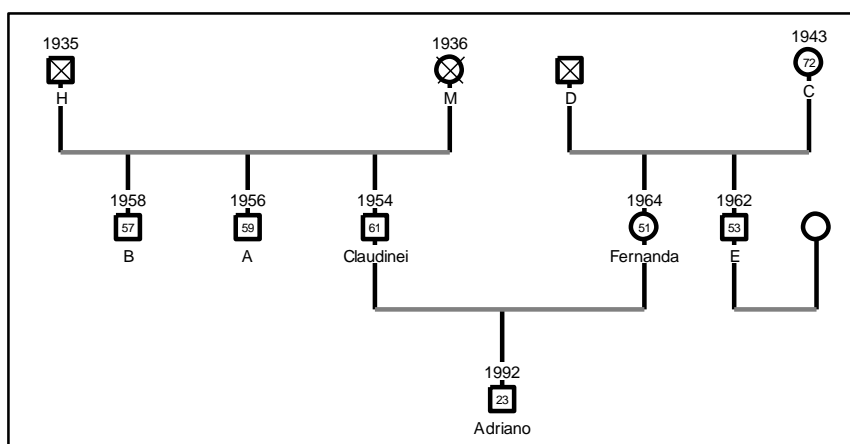 1935 1936 1943
72
H M D C
1958 1956 1954 1964 1962
57 59 61 51 53
B A Claudinei Fernanda E
1992
23
Adriano